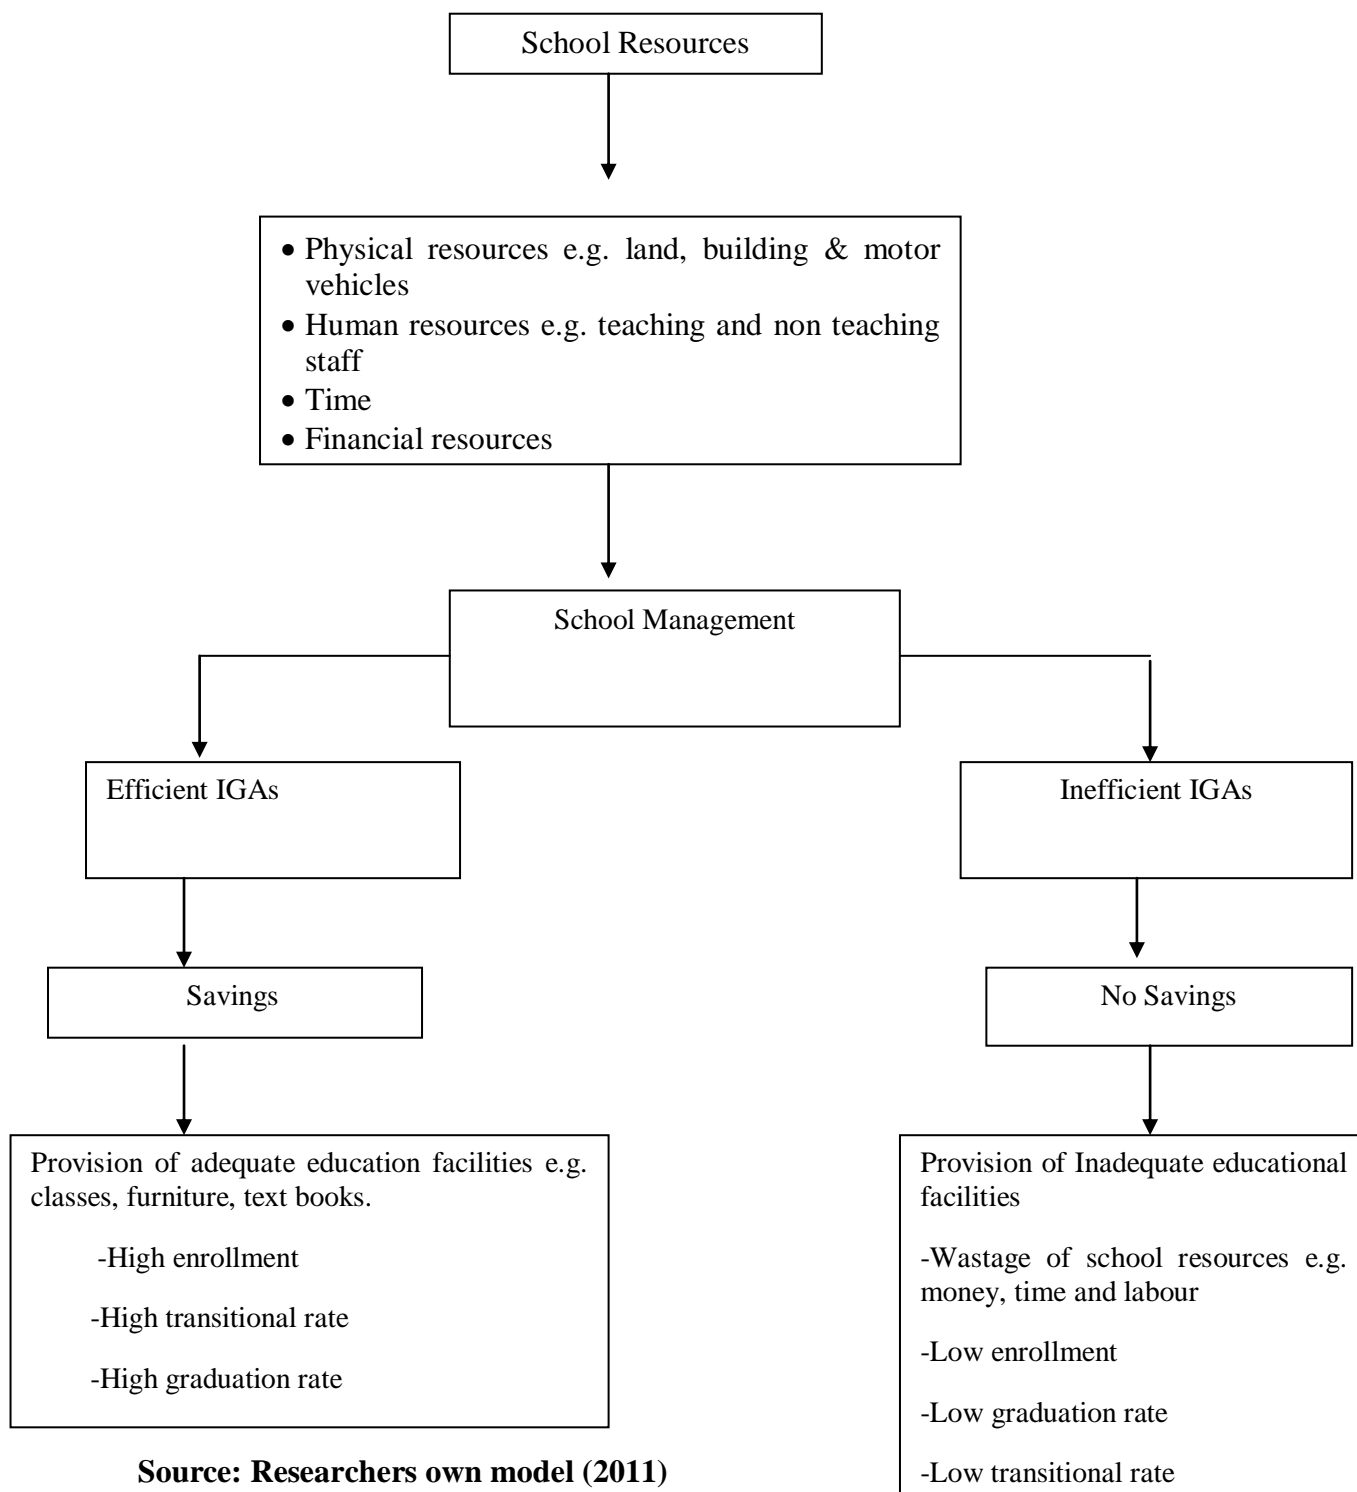 School Resources
• Physical resources e.g. land, building & motor
vehicles
• Human resources e.g. teaching and non teaching
staff
• Time
• Financial resources
School Management
Efficient IGAs
Inefficient IGAs
Savings
No Savings
Provision of adequate education facilities e.g.
classes, furniture, text books.
-High enrollment
-High transitional rate
-High graduation rate
Provision of Inadequate educational
facilities
-Wastage of school resources e.g.
money, time and labour
-Low enrollment
-Low graduation rate
-Low transitional rate
Source: Researchers own model (2011)